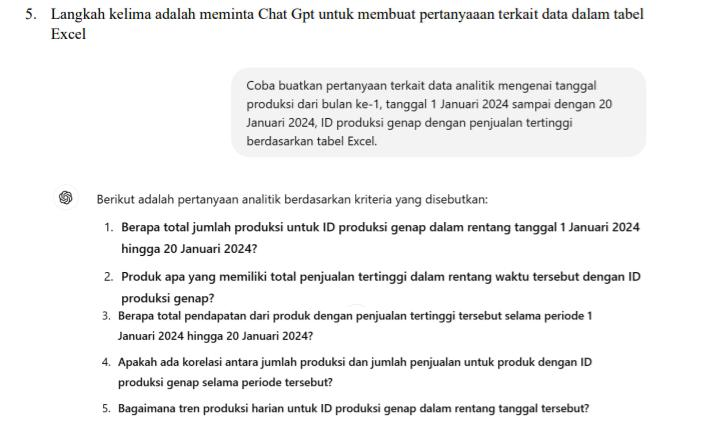 5. Langkah kelima adalah meminta Chat Gpt untuk membuat pertanyaaan terkait data dalam tabel
Excel
Coba buatkan pertanyaan terkait data analitik mengenai tanggal
produksi dari bulan ke-1, tanggal 1 Januari 2024 sampai dengan 20
Januari 2024, ID produksi genap dengan penjualan tertinggi
berdasarkan tabel Excel.
Berikut adalah pertanyaan analitik berdasarkan kriteria yang disebutkan:
1. Berapa total jumlah produksi untuk ID produksi genap dalam rentang tanggal 1 Januari 2024
hingga 20 Januari 2024?
2. Produk apa yang memiliki total penjualan tertinggi dalam rentang waktu tersebut dengan ID
produksi genap?
3. Berapa total pendapatan dari produk dengan penjualan tertinggi tersebut selama periode 1
Januari 2024 hingga 20 Januari 2024?
4. Apakah ada korelasi antara jumlah produksi dan jumlah penjualan untuk produk dengan ID
produksi genap selama periode tersebut?
5. Bagaimana tren produksi harian untuk ID produksi genap dalam rentang tanggal tersebut?